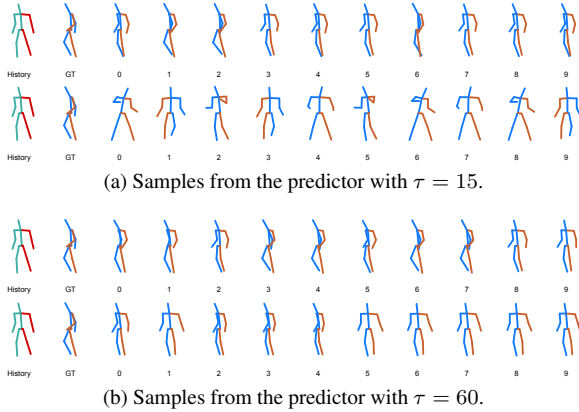 History GT 0 1 2 3 4 5 6 7 8 9
History GT 0 1 2 3 4 5 6 7 8 9
(a) Samples from the predictor with τ = 15.
History GT 0 1 2 3 4 5 6 7 8 9
History GT 0 1 2 3 4 5 6 7 8 9
(b) Samples from the predictor with τ = 60.